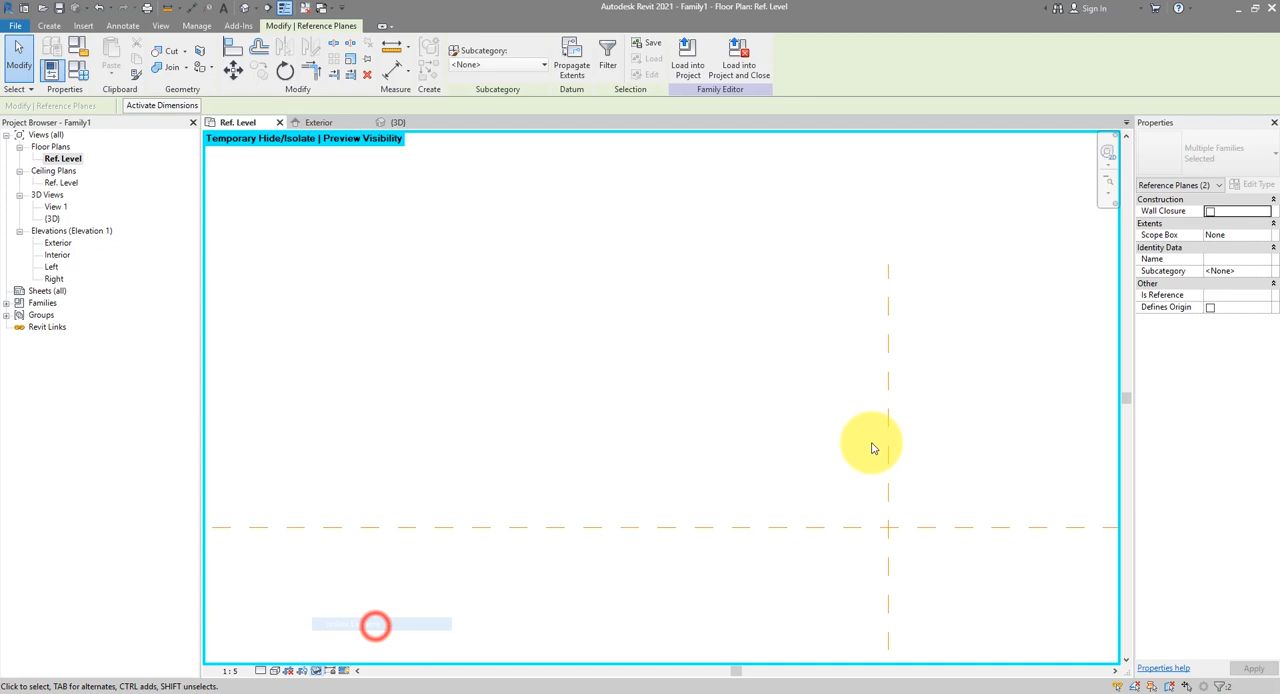 Autodesk Revit 2021 - Family1 - Floor Plan: Ref. Level
Sign In
File Create Insert Annotate View Manage Add-Ins Modify | Reference Planes
Modify
Paste
Cut
Join
Subcategory:
<None>
Propagate
Extents
Filter
Save
Load
Edit
Load into
Project
Load into
Project and Close
Select Properties Clipboard Geometry Modify Measure Create Subcategory Datum Selection Family Editor
Modify | Reference Planes Activate Dimensions
Project Browser - Family1
Views (all)
Floor Plans
Ref. Level
Ceiling Plans
Ref. Level
3D Views
View 1
{3D}
Elevations (Elevation 1)
Exterior
Interior
Left
Right
Sheets (all)
Families
Groups
Revit Links
Ref. Level Exterior {3D}
Temporary Hide/Isolate | Preview Visibility
2D
1 : 5
Properties
Multiple Families
Selected
Reference Planes (2) Edit Type
Construction
Wall Closure
Extents
Scope Box None
Identity Data
Name
Subcategory <None>
Other
Is Reference
Defines Origin
Properties help Apply
Click to select, TAB for alternates, CTRL adds, SHIFT unselects.
:2